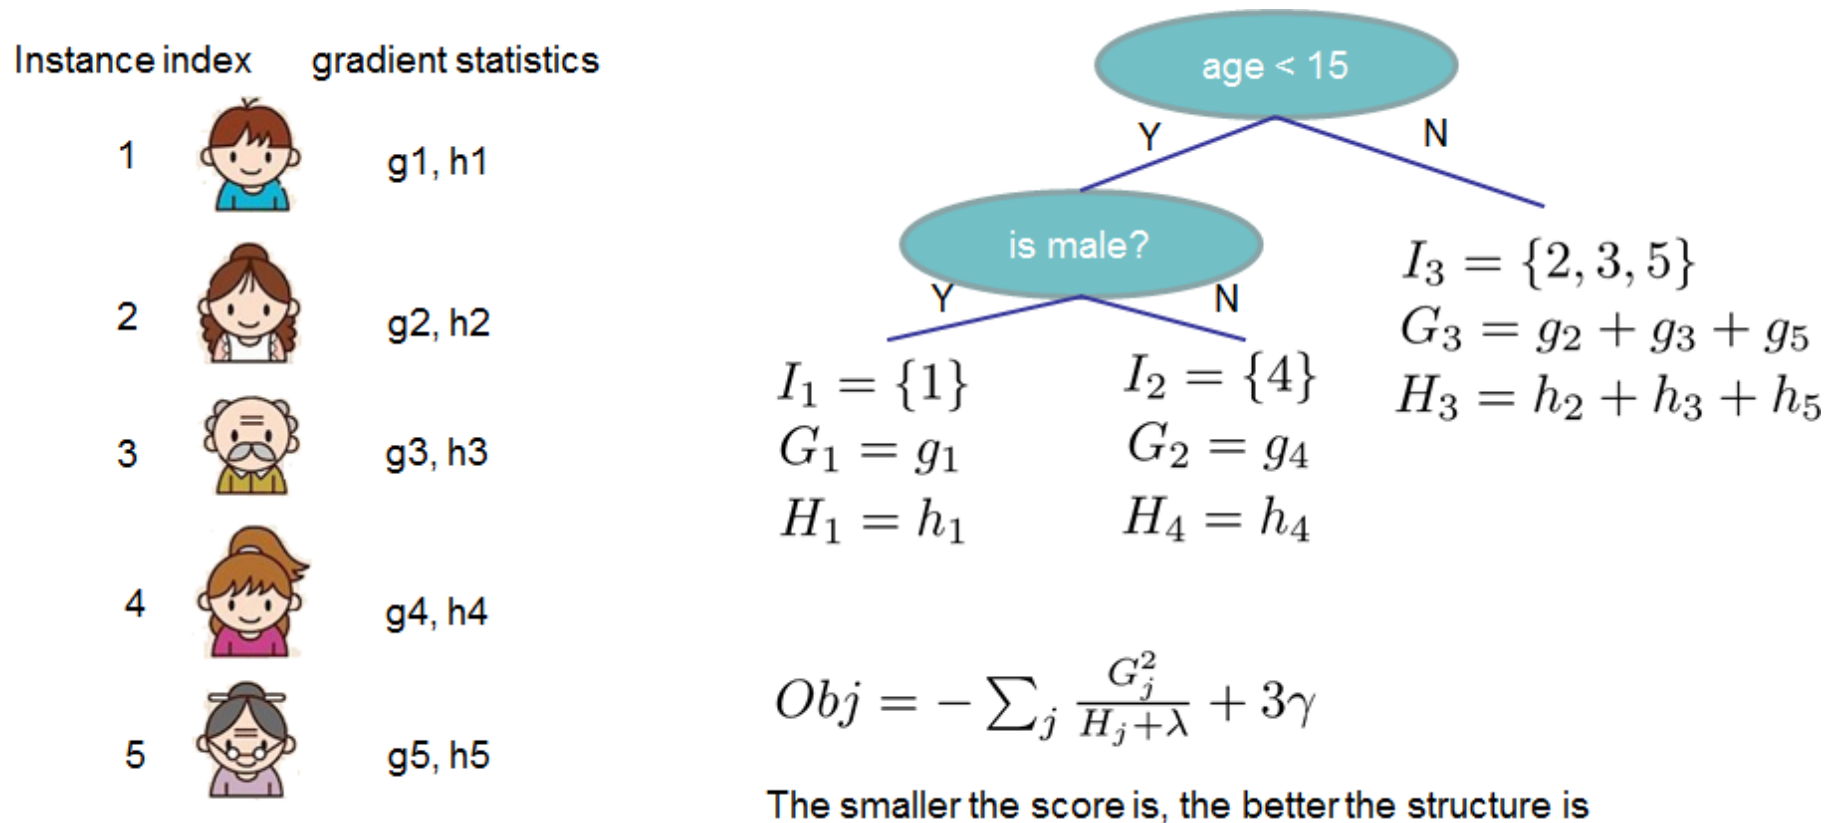 Instance index gradient statistics
1 g1, h1
2 g2, h2
3 g3, h3
4 g4, h4
5 g5, h5
age < 15
Y N
is male?
Y N
I₁ = {1}
G₁ = g₁
H₁ = h₁
I₂ = {4}
G₂ = g₄
H₄ = h₄
I₃ = {2, 3, 5}
G₃ = g₂ + g₃ + g₅
H₃ = h₂ + h₃ + h₅
Obj = − ∑ⱼ Gⱼ² / (Hⱼ+λ) + 3γ
The smaller the score is, the better the structure is